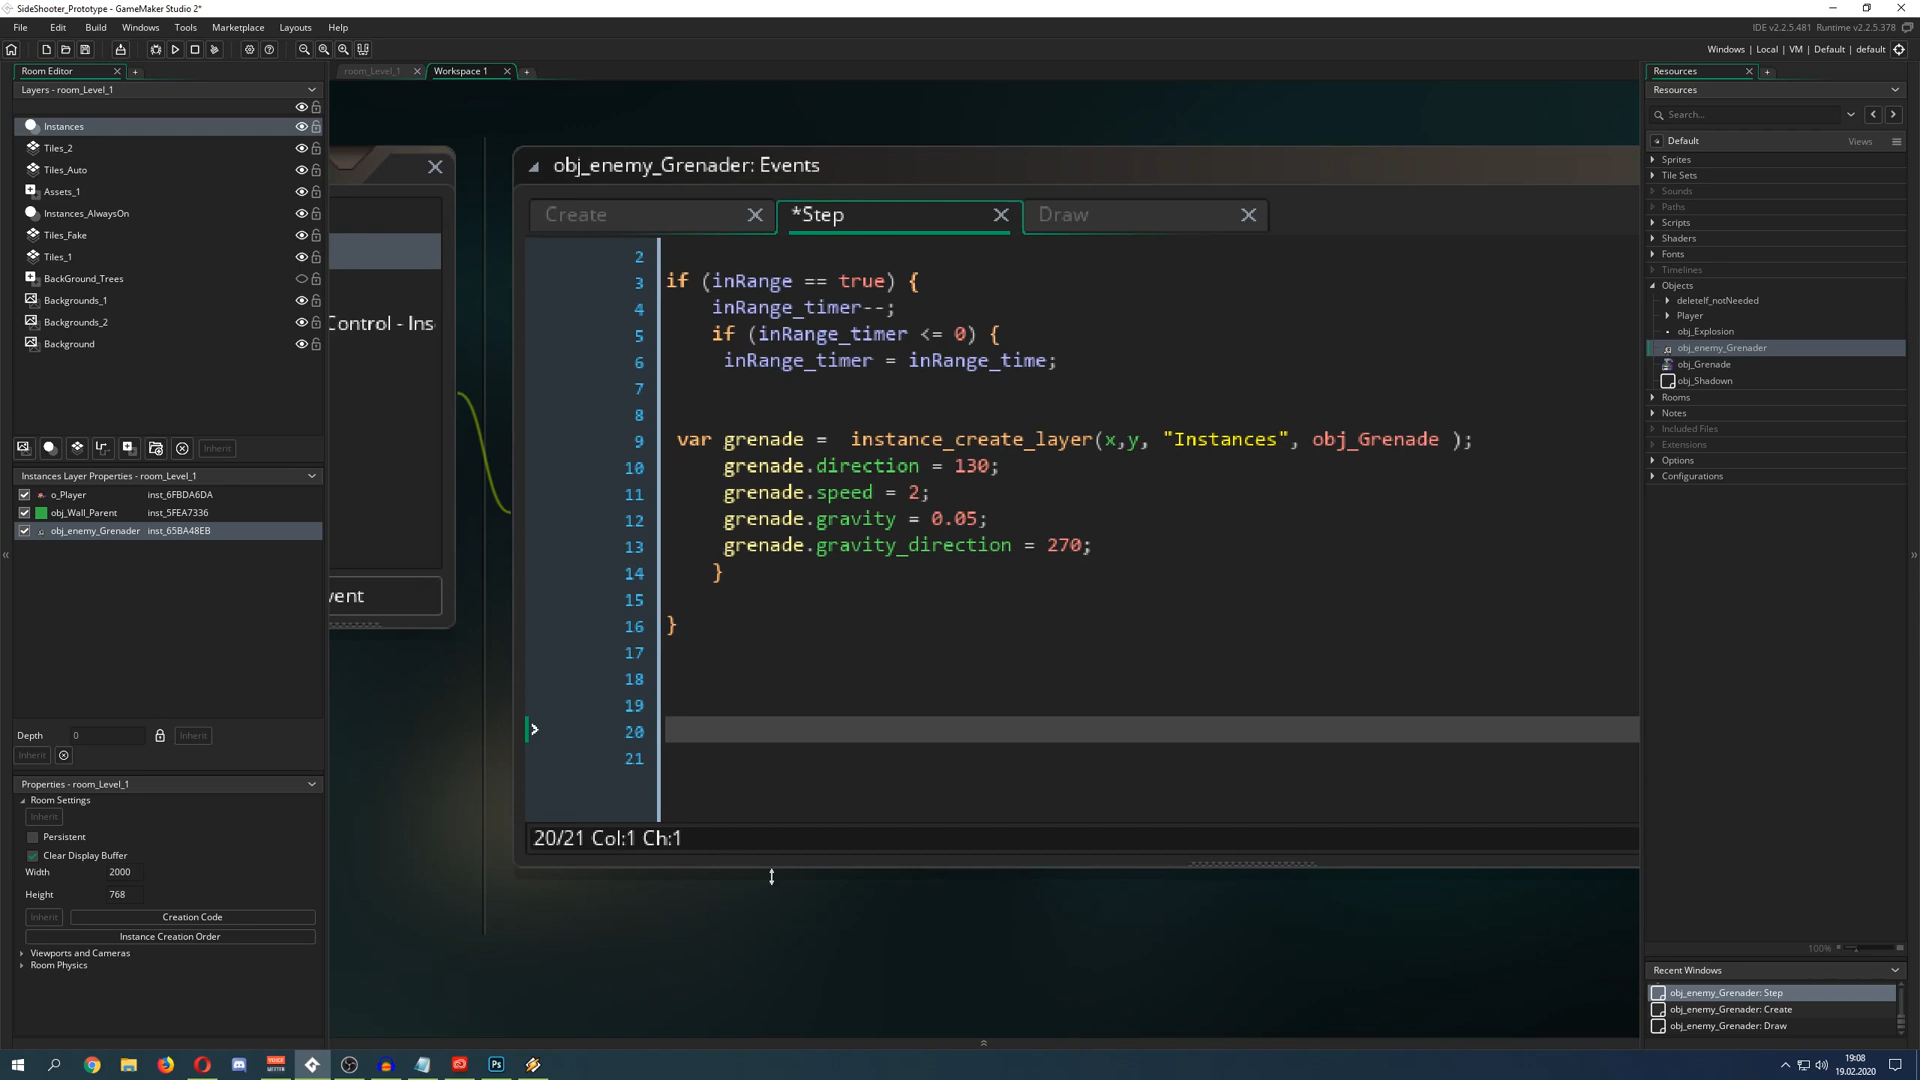 SideShooter_Prototype - GameMaker Studio 2*
File Edit Build Windows Tools Marketplace Layouts Help
IDE v2.2.5.481 Runtime v2.2.5.378
Windows | Local | VM | Default | default
Room Editor
Layers - room_Level_1
Instances
Tiles_2
Tiles_Auto
Assets_1
Instances_AlwaysOn
Tiles_Fake
Tiles_1
BackGround_Trees
Backgrounds_1
Backgrounds_2
Background
Inherit
Instances Layer Properties - room_Level_1
o_Player inst_6FBDA6DA
obj_Wall_Parent inst_5FEA7336
obj_enemy_Grenader inst_65BA48EB
Depth 0 Inherit
Inherit
Properties - room_Level_1
Room Settings
Inherit
Persistent
Clear Display Buffer
Width 2000
Height 768
Inherit Creation Code
Instance Creation Order
Viewports and Cameras
Room Physics
room_Level_1 Workspace 1
Control - Ins
vent
obj_enemy_Grenader: Events
Create *Step Draw
2
3 if (inRange == true) {
4 inRange_timer--;
5 if (inRange_timer <= 0) {
6 inRange_timer = inRange_time;
7
8
9 var grenade = instance_create_layer(x,y, "Instances", obj_Grenade );
10 grenade.direction = 130;
11 grenade.speed = 2;
12 grenade.gravity = 0.05;
13 grenade.gravity_direction = 270;
14 }
15
16 }
17
18
19
20
21
20/21 Col:1 Ch:1
Resources
Resources
Search...
Default Views
Sprites
Tile Sets
Sounds
Paths
Scripts
Shaders
Fonts
Timelines
Objects
deleteIf_notNeeded
Player
obj_Explosion
obj_enemy_Grenader
obj_Grenade
obj_Shadown
Rooms
Notes
Included Files
Extensions
Options
Configurations
100%
Recent Windows
obj_enemy_Grenader: Step
obj_enemy_Grenader: Create
obj_enemy_Grenader: Draw
Ps
19:08
19.02.2020